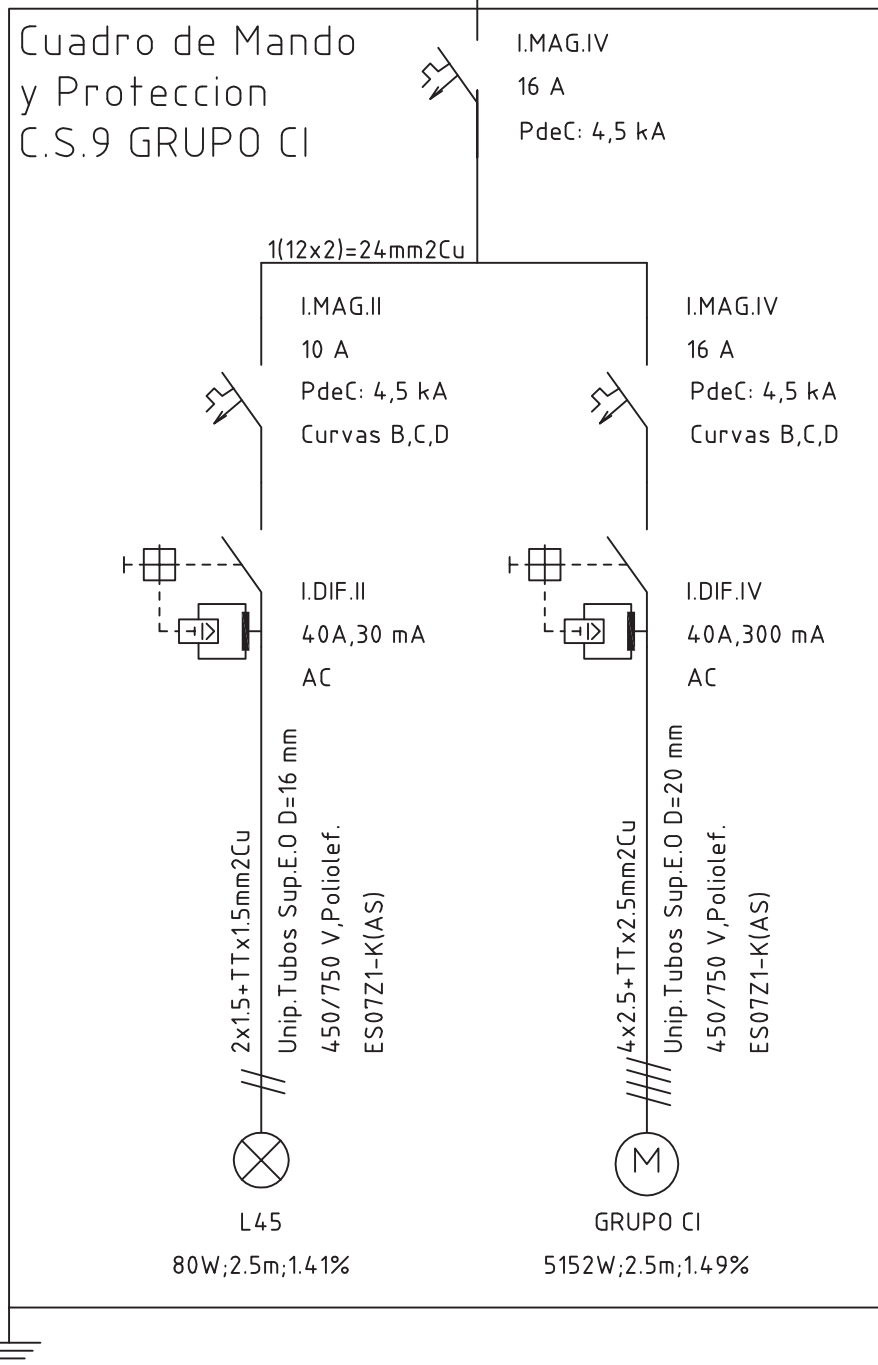 Cuadro de Mando
y Proteccion
C.S.9 GRUPO CI
I.MAG.IV
16 A
PdeC: 4,5 kA
1(12x2)=24mm2Cu
I.MAG.II
10 A
PdeC: 4,5 kA
Curvas B,C,D
I.MAG.IV
16 A
PdeC: 4,5 kA
Curvas B,C,D
I.DIF.II
40A,30 mA
AC
I.DIF.IV
40A,300 mA
AC
2x1.5+TTx1.5mm2Cu
Unip.Tubos Sup.E.O D=16 mm
450/750 V,Poliolef.
ES07Z1-K(AS)
4x2.5+TTx2.5mm2Cu
Unip.Tubos Sup.E.O D=20 mm
450/750 V,Poliolef.
ES07Z1-K(AS)
M
L45
80W;2.5m;1.41%
GRUPO CI
5152W;2.5m;1.49%